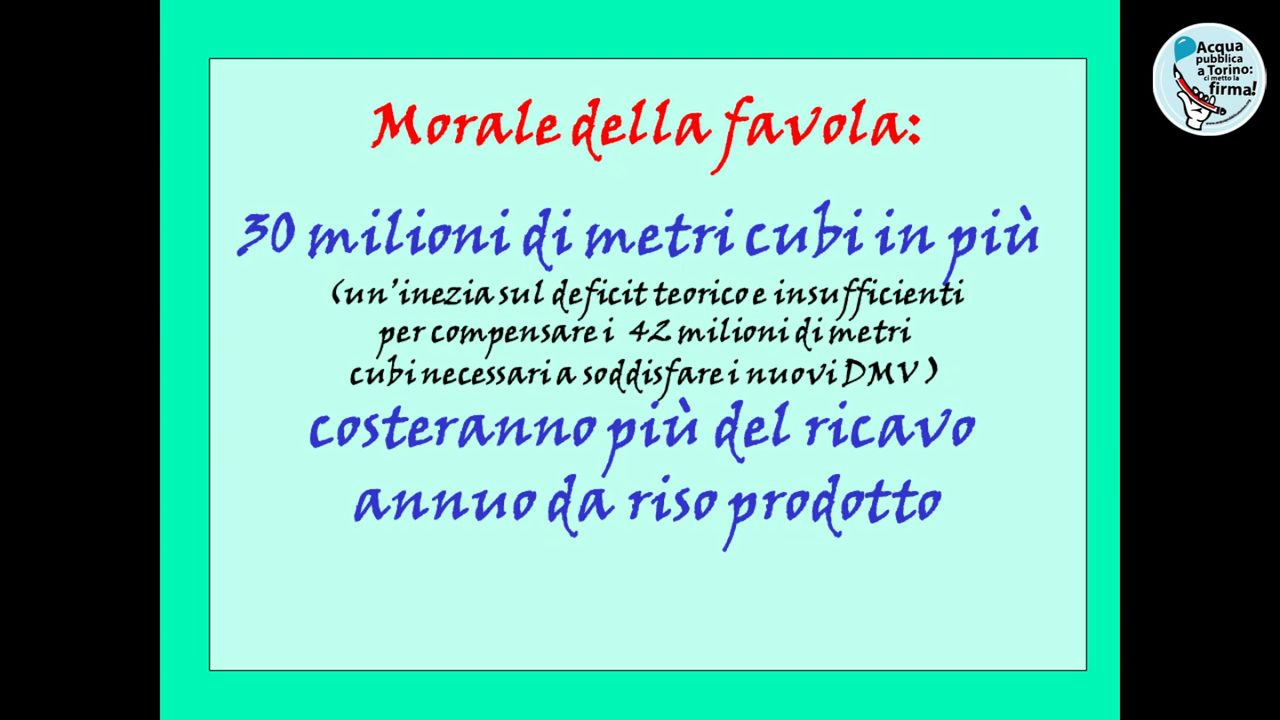 Morale della favola:
30 milioni di metri cubi in più
(un'inezia sul deficit teorico e insufficienti
per compensare i 42 milioni di metri
cubi necessari a soddisfare i nuovi DMV )
costeranno più del ricavo
annuo da riso prodotto
Acqua
pubblica
a Torino:
ci metto la
firma!